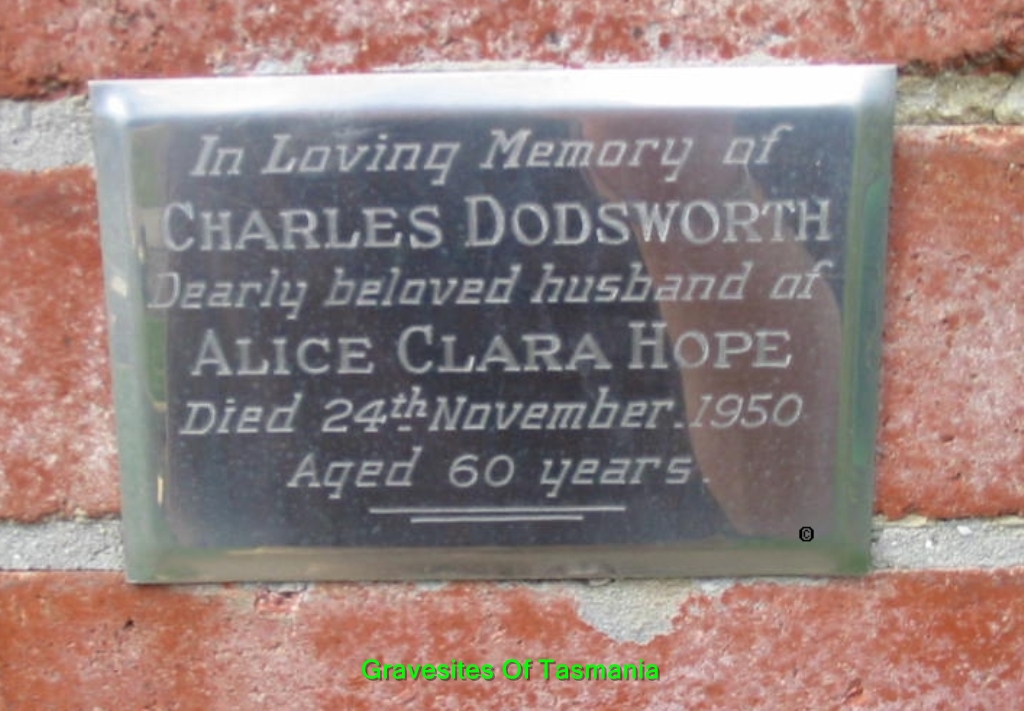 In Loving Memory of
CHARLES DODSWORTH
Dearly beloved husband of
ALICE CLARA HOPE
Died 24th November.1950
Aged 60 years.
©
Gravesites Of Tasmania